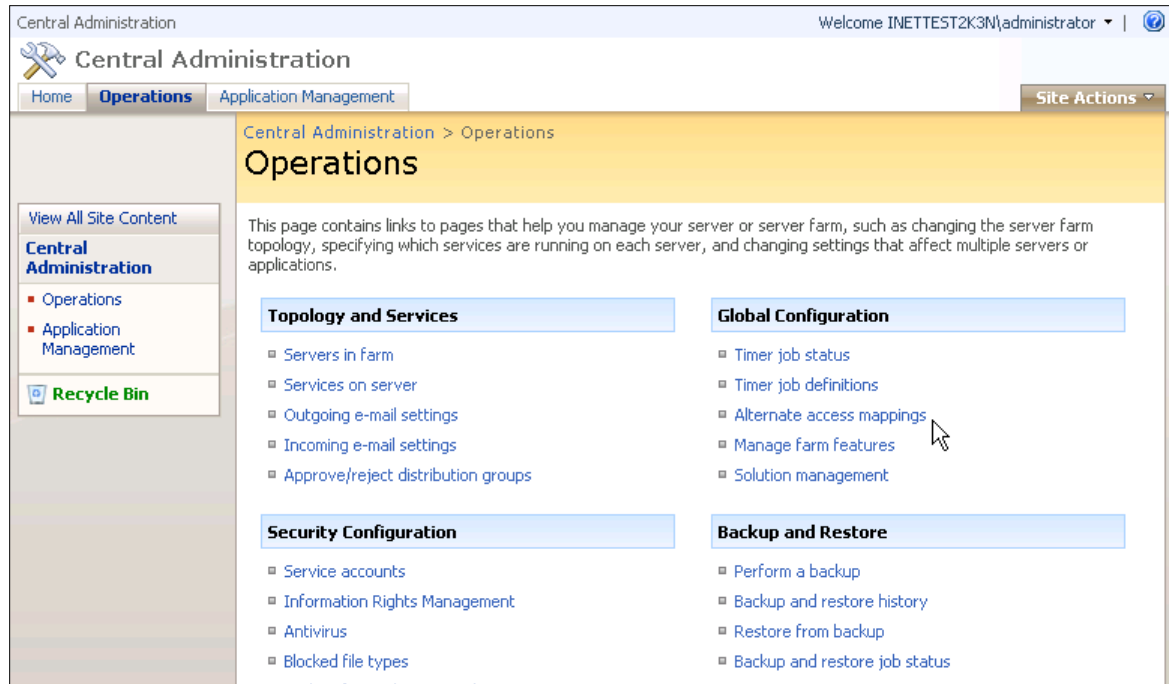 Central Administration
Welcome INETTEST2K3N\administrator
Central Administration
Home
Operations
Application Management
Site Actions
Central Administration > Operations
Operations
View All Site Content
Central
Administration
Operations
Application
Management
Recycle Bin
This page contains links to pages that help you manage your server or server farm, such as changing the server farm
topology, specifying which services are running on each server, and changing settings that affect multiple servers or
applications.
Topology and Services
Servers in farm
Services on server
Outgoing e-mail settings
Incoming e-mail settings
Approve/reject distribution groups
Global Configuration
Timer job status
Timer job definitions
Alternate access mappings
Manage farm features
Solution management
Security Configuration
Service accounts
Information Rights Management
Antivirus
Blocked file types
Backup and Restore
Perform a backup
Backup and restore history
Restore from backup
Backup and restore job status